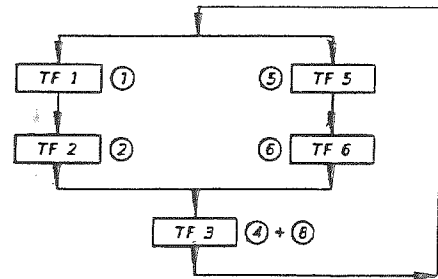 TF 1 ① ⑤ TF 5
TF 2 ② ⑥ TF 6
TF 3 ④ + ⑧